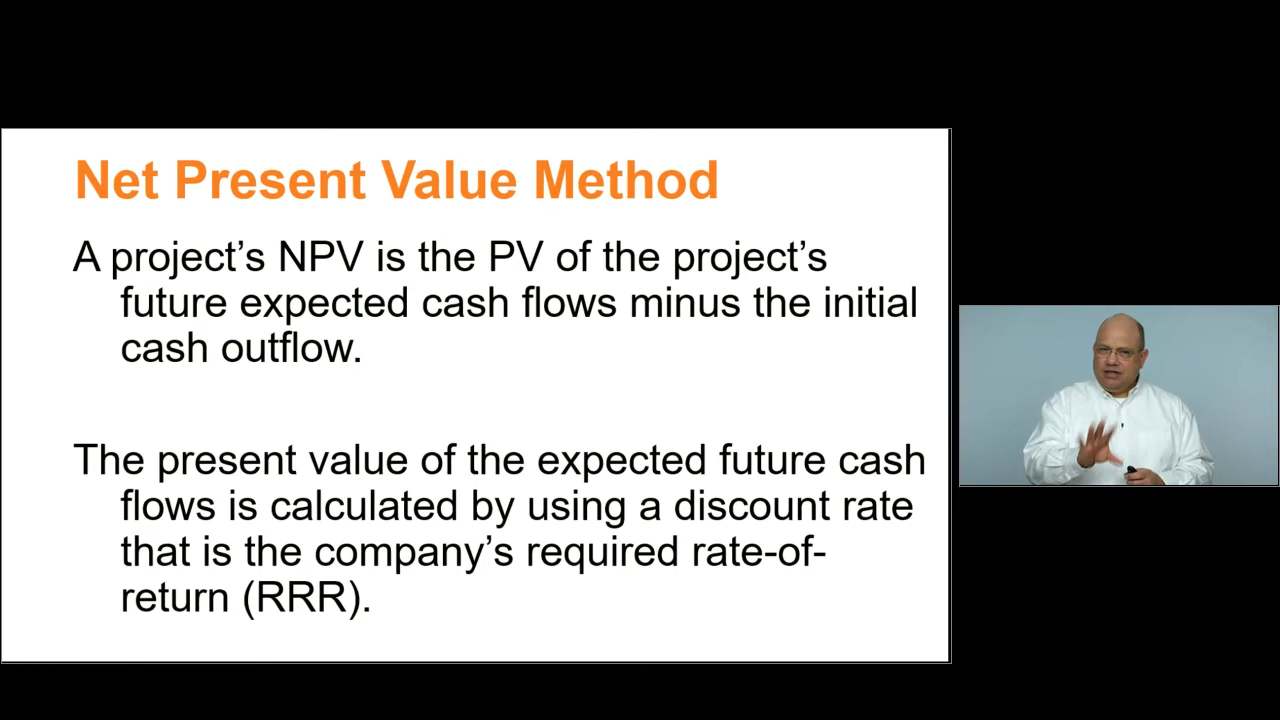 Net Present Value Method
A project’s NPV is the PV of the project’s
future expected cash flows minus the initial
cash outflow.
The present value of the expected future cash
flows is calculated by using a discount rate
that is the company’s required rate-of-
return (RRR).